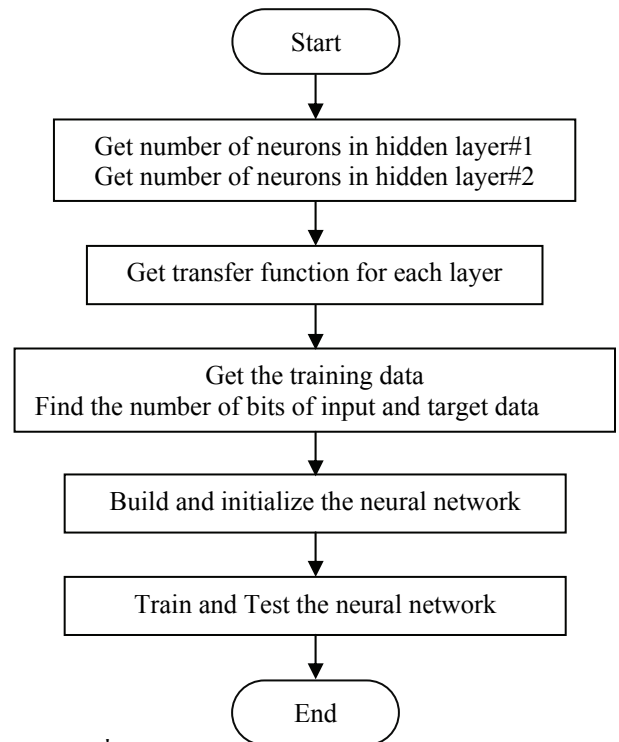 Start
Get number of neurons in hidden layer#1
Get number of neurons in hidden layer#2
Get transfer function for each layer
Get the training data
Find the number of bits of input and target data
Build and initialize the neural network
Train and Test the neural network
End